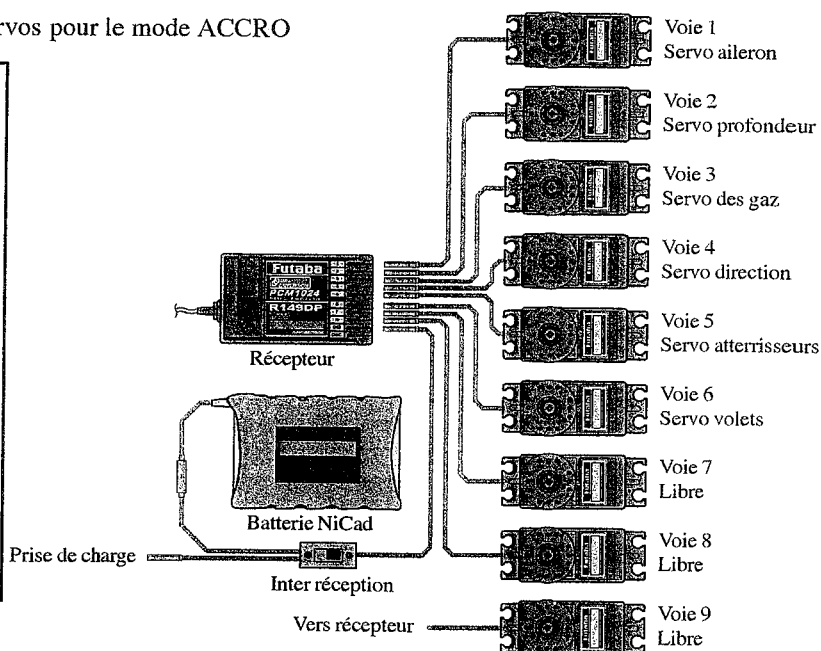 rvos pour le mode ACCRO
Voie 1
Servo aileron
Voie 2
Servo profondeur
Voie 3
Servo des gaz
Voie 4
Servo direction
Voie 5
Servo atterrisseurs
Voie 6
Servo volets
Voie 7
Libre
Voie 8
Libre
Voie 9
Libre
Futaba
PCM1024
R149DP
Récepteur
Batterie NiCad
Prise de charge
Inter réception
Vers récepteur